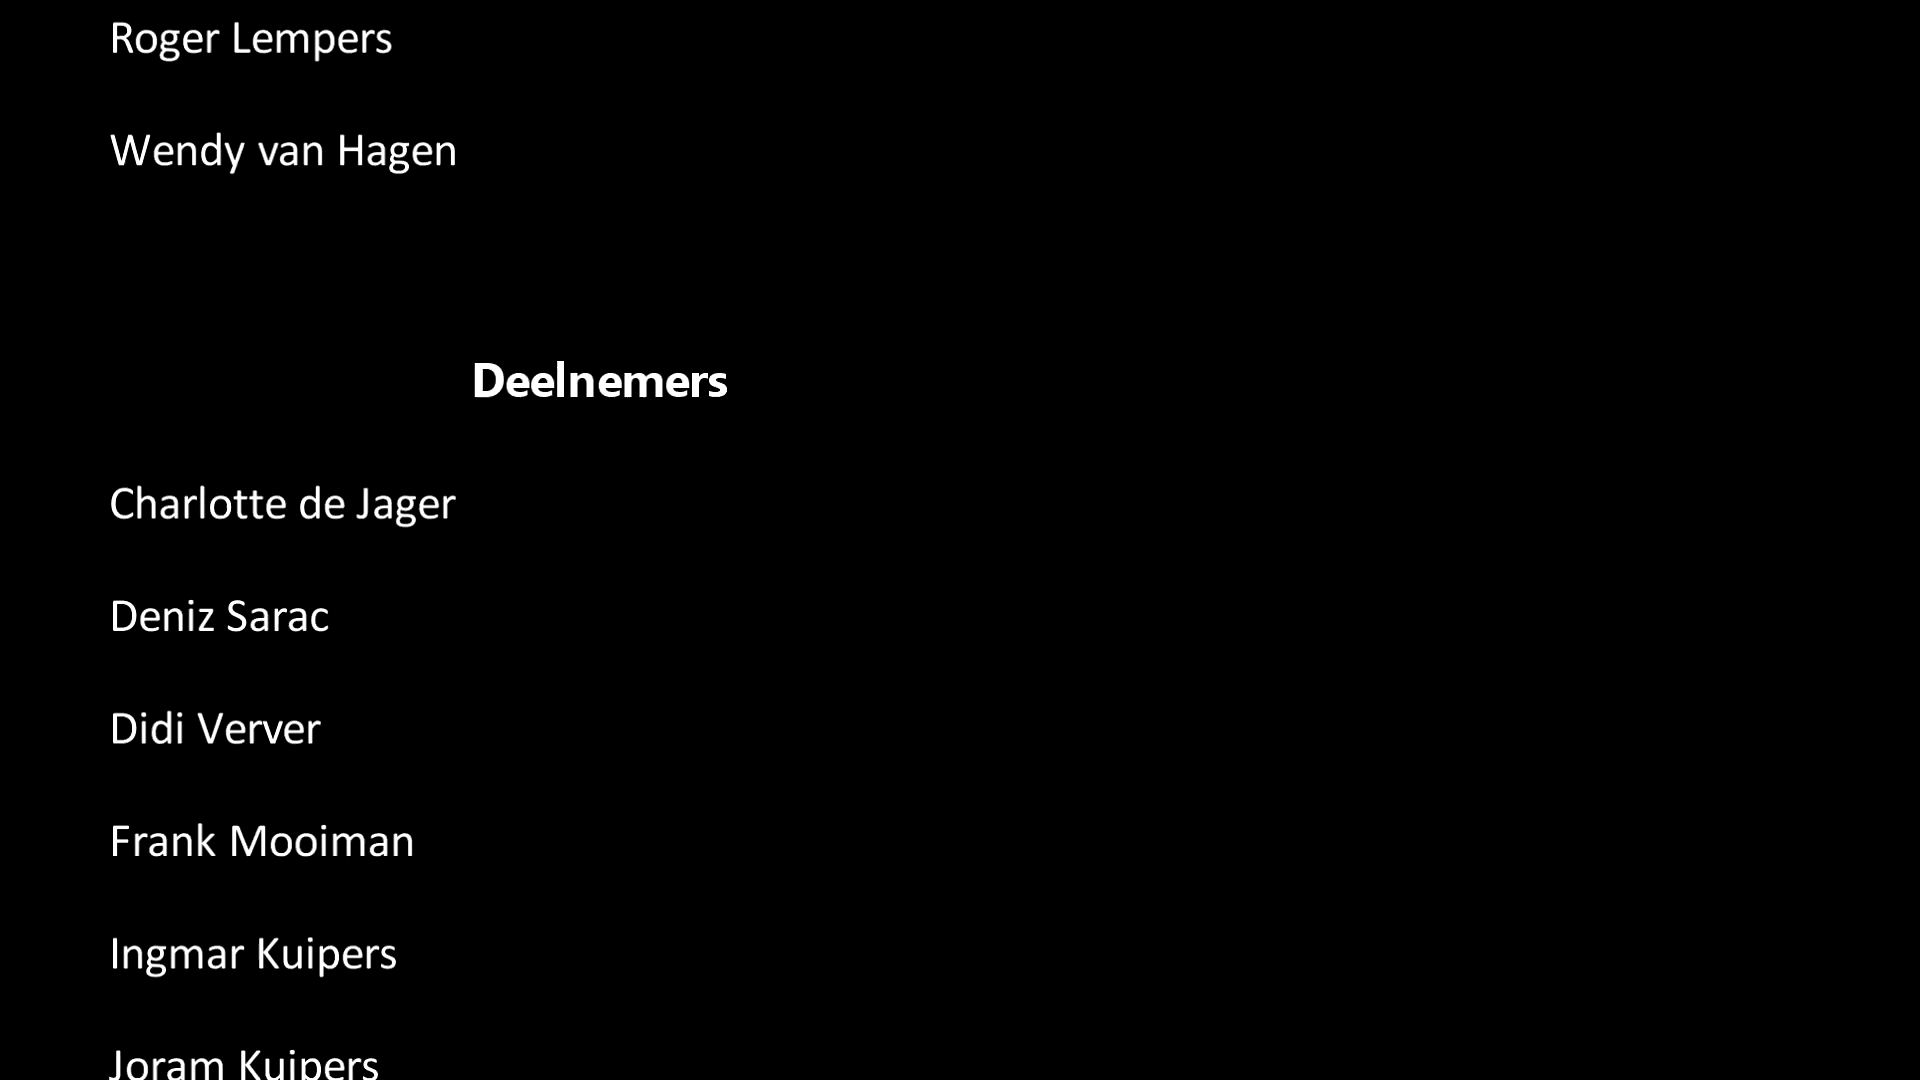 Roger Lempers
Wendy van Hagen
Deelnemers
Charlotte de Jager
Deniz Sarac
Didi Verver
Frank Mooiman
Ingmar Kuipers
Joram Kuipers